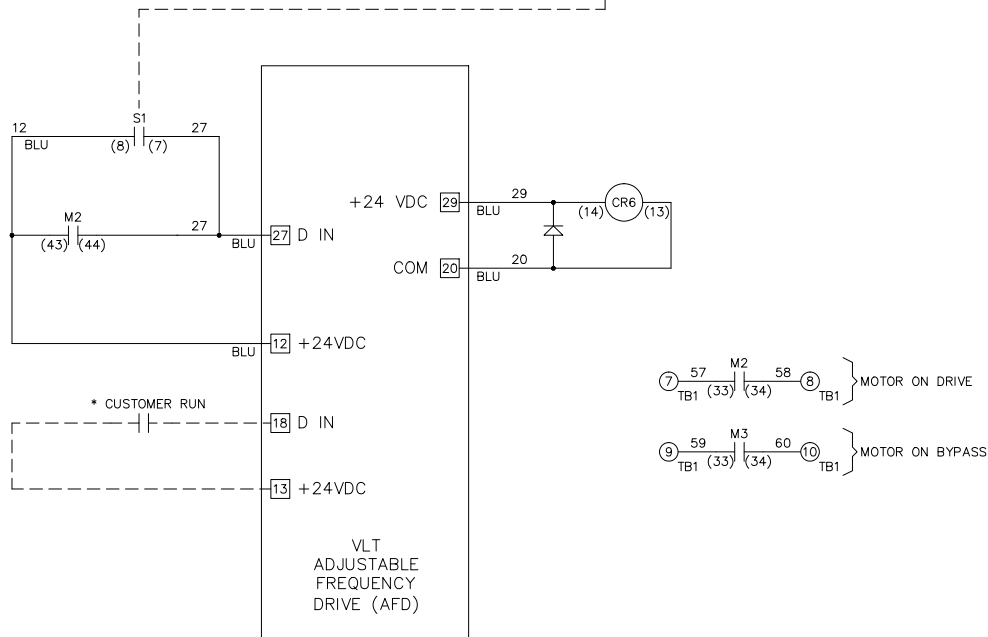 S1
12
27
BLU
(8)
(7)
M2
27
(43)
(44)
BLU
27
D IN
+24 VDC
29
29
BLU
(14)
CR6
(13)
COM
20
20
BLU
BLU
12
+24VDC
* CUSTOMER RUN
18
D IN
13
+24VDC
VLT
ADJUSTABLE
FREQUENCY
DRIVE (AFD)
7
57
M2
58
8
TB1
(33)
(34)
TB1
MOTOR ON DRIVE
9
59
M3
60
10
TB1
(33)
(34)
TB1
MOTOR ON BYPASS